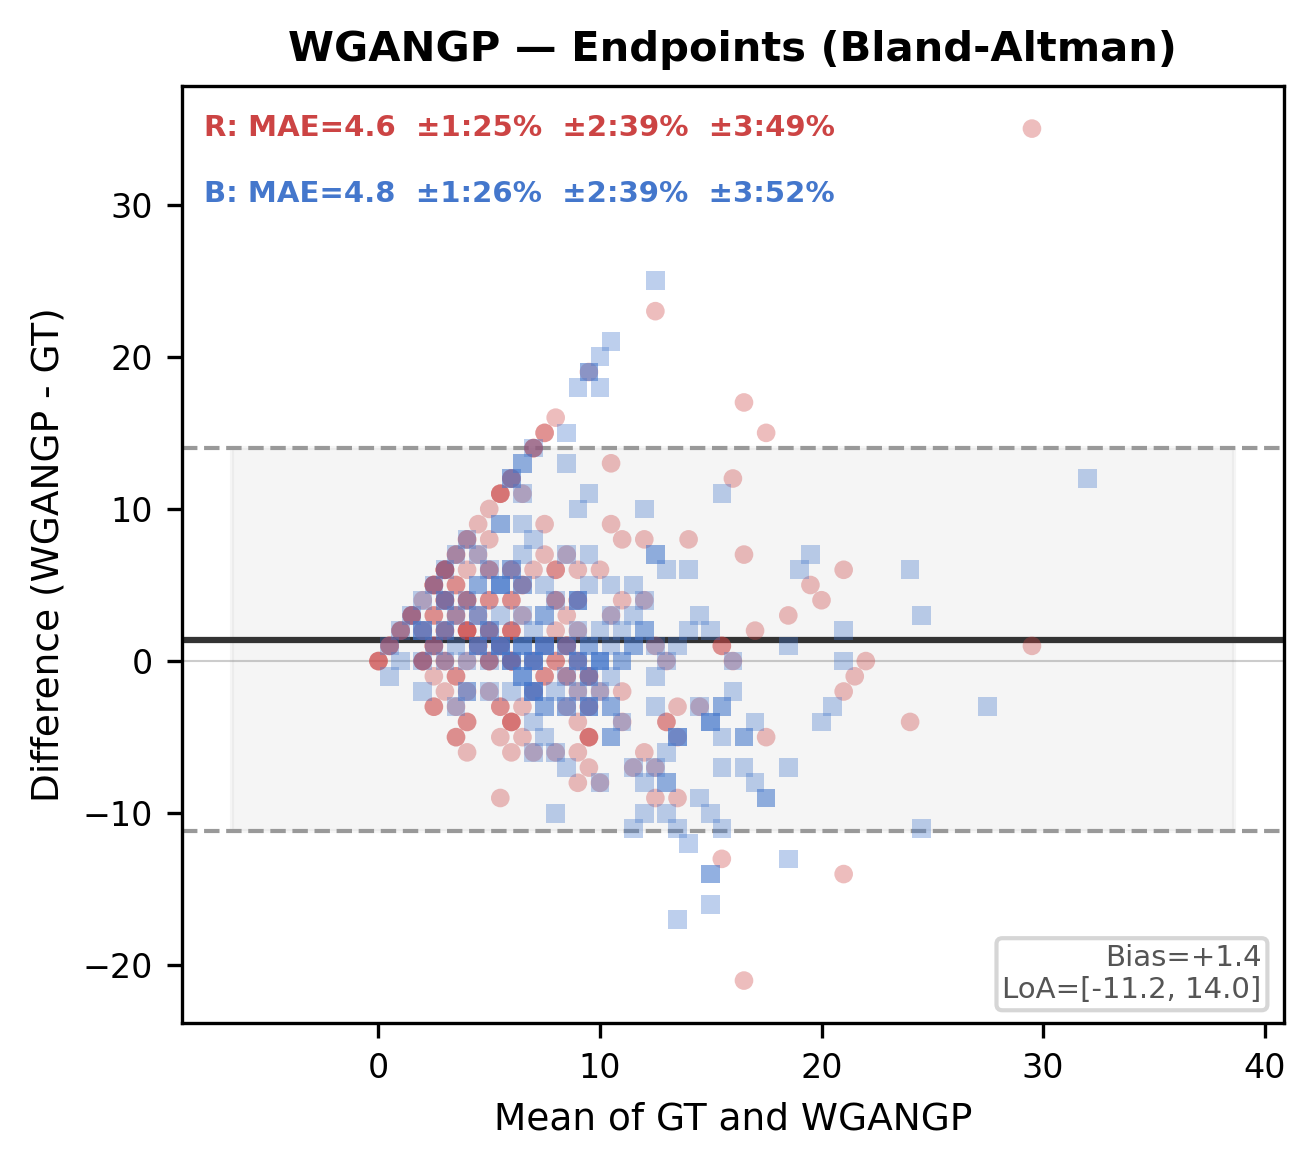 WGANGP — Endpoints (Bland-Altman)
R: MAE=4.6 ±1:25% ±2:39% ±3:49%
B: MAE=4.8 ±1:26% ±2:39% ±3:52%
Difference (WGANGP - GT)
30
20
10
0
−10
−20
Bias=+1.4
LoA=[-11.2, 14.0]
0 10 20 30 40
Mean of GT and WGANGP